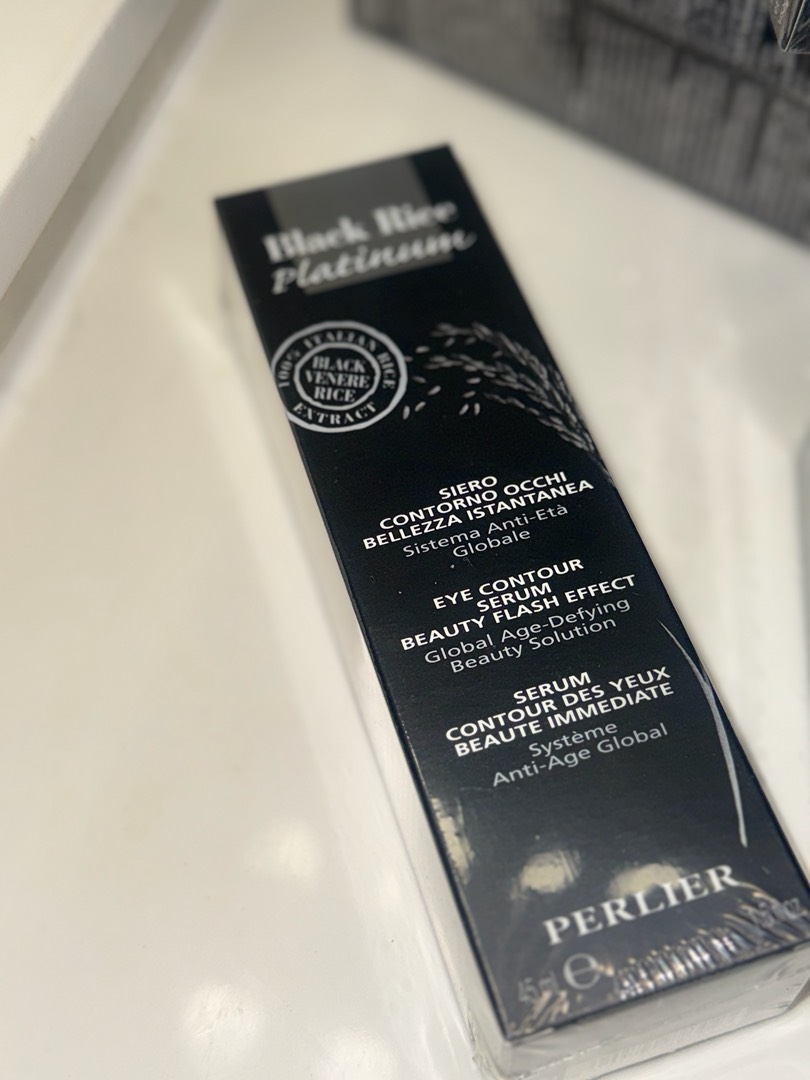 Black Rice
Platinum
100% ITALIAN RICE
BLACK
VENERE
RICE
EXTRACT
SIERO
CONTORNO OCCHI
BELLEZZA ISTANTANEA
Sistema Anti-Età
Globale
EYE CONTOUR
SERUM
BEAUTY FLASH EFFECT
Global Age-Defying
Beauty Solution
SERUM
CONTOUR DES YEUX
BEAUTE IMMEDIATE
Système
Anti-Age Global
PERLIER